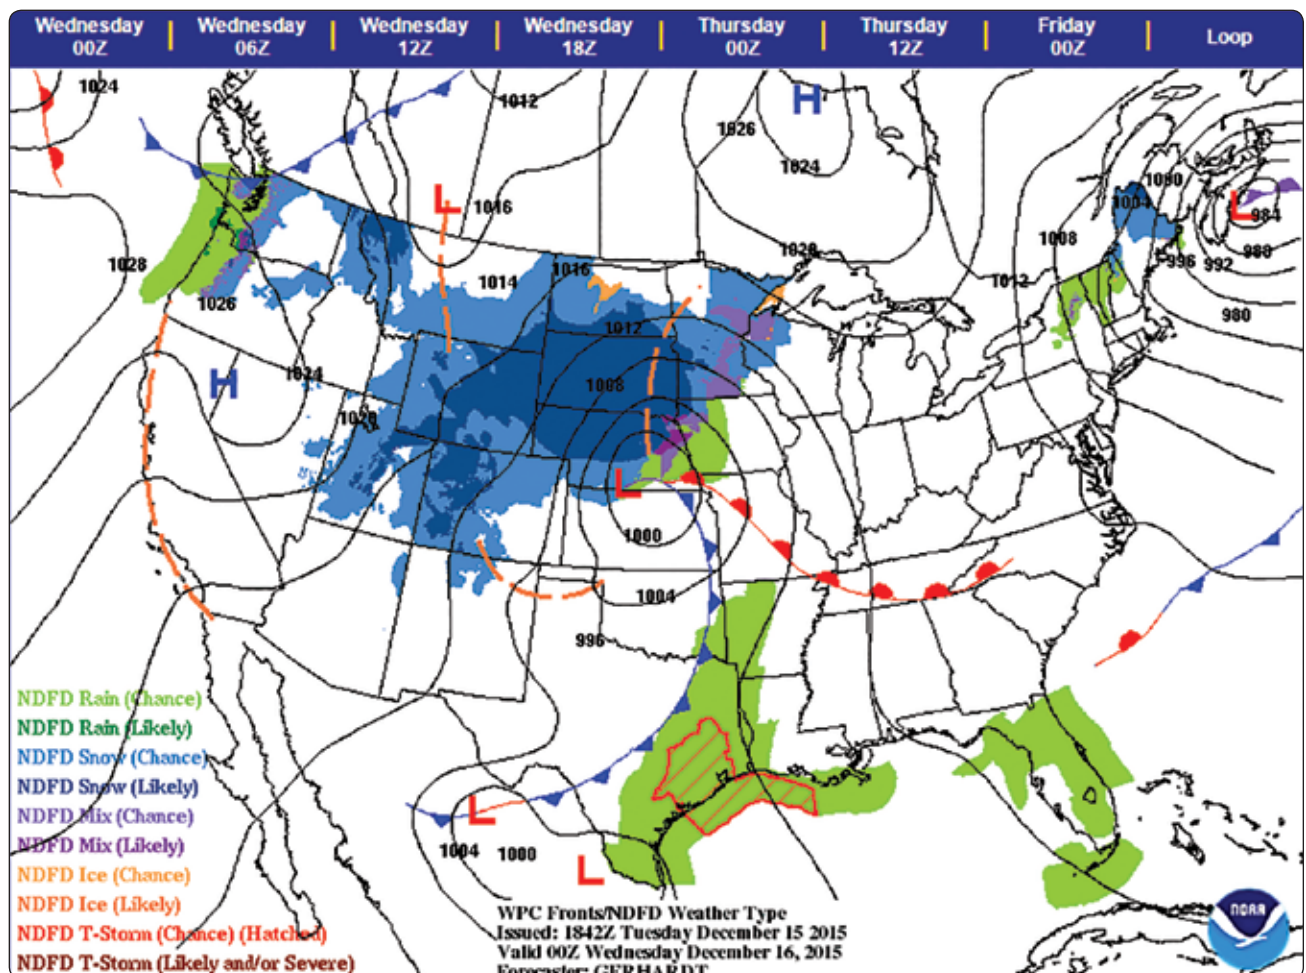 Wednesday 00Z
Wednesday 06Z
Wednesday 12Z
Wednesday 18Z
Thursday 00Z
Thursday 12Z
Friday 00Z
Loop
1024
1012
H
1026
1024
1016
L
1000
1004
L
984
1028
1028
1008
996
992
980
1014
1016
1012
1026
980
1012
1024
H
1008
1020
L
1000
1004
996
L
1004
1000
L
NDFD Rain (Chance)
NDFD Rain (Likely)
NDFD Snow (Chance)
NDFD Snow (Likely)
NDFD Mix (Chance)
NDFD Mix (Likely)
NDFD Ice (Chance)
NDFD Ice (Likely)
NDFD T-Storm (Chance) (Hatched)
NDFD T-Storm (Likely and/or Severe)
WPC Fronts/NDFD Weather Type
Issued: 1842Z Tuesday December 15 2015
Valid 00Z Wednesday December 16, 2015
Forecaster: GERHARDT
NOAA